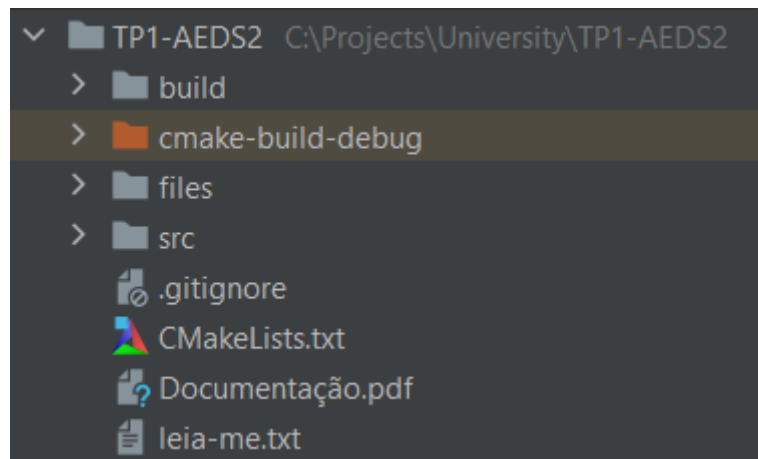 TP1-AEDS2 C:\Projects\University\TP1-AEDS2
build
cmake-build-debug
files
src
.gitignore
CMakeLists.txt
Documentação.pdf
leia-me.txt